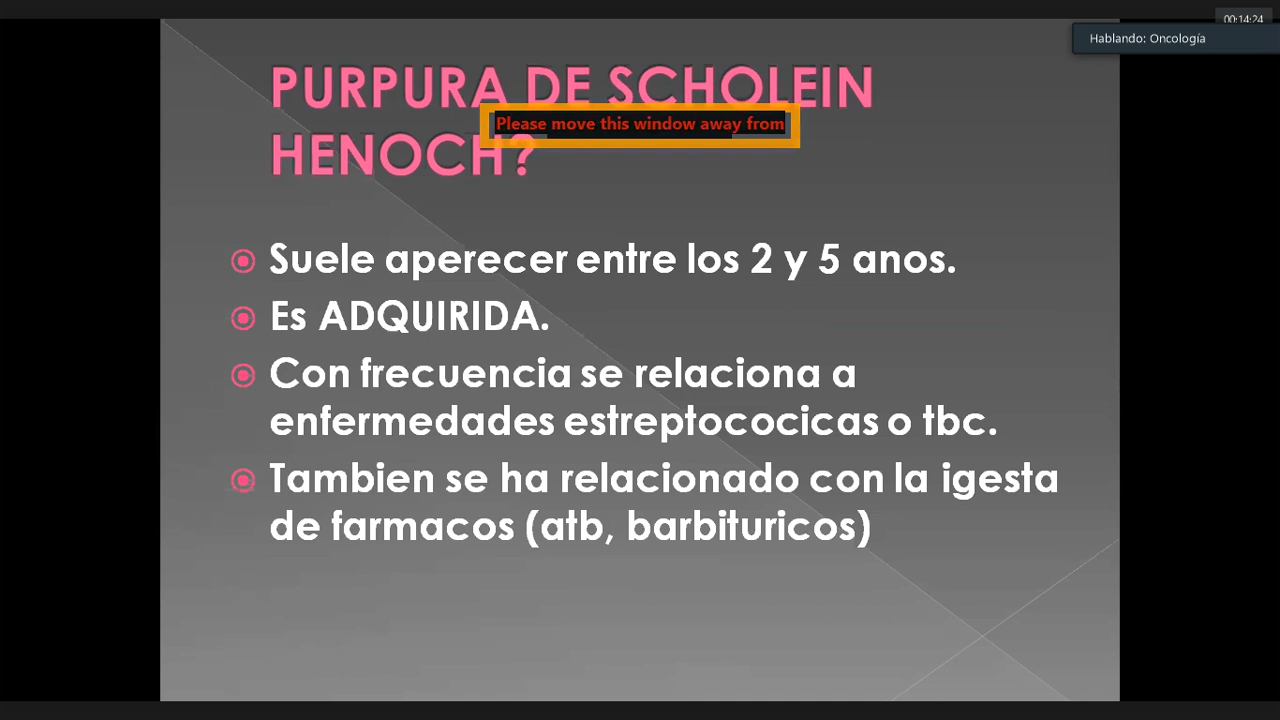 00:14:24
Hablando: Oncología
PURPURA DE SCHOLEIN
Please move this window away from
HENOCH?
Suele aperecer entre los 2 y 5 anos.
Es ADQUIRIDA.
Con frecuencia se relaciona a
enfermedades estreptococicas o tbc.
Tambien se ha relacionado con la igesta
de farmacos (atb, barbituricos)